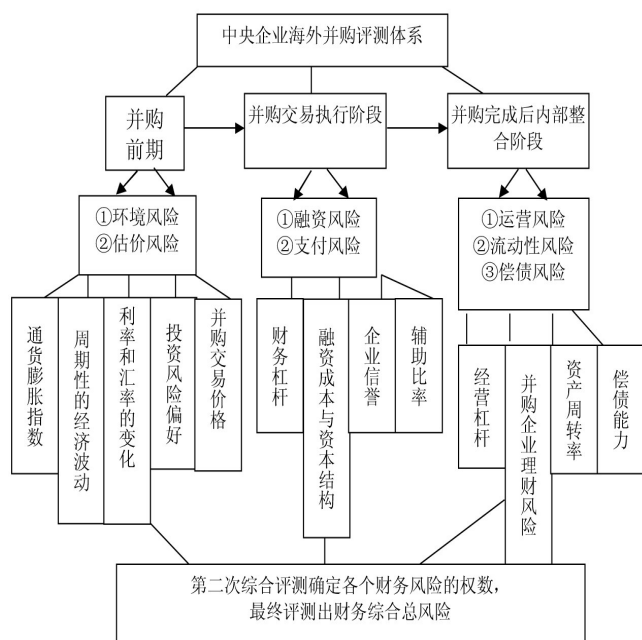 中央企业海外并购评测体系
并购
前期
并购交易执行阶段
并购完成后内部整
合阶段
①环境风险
②估价风险
①融资风险
②支付风险
①运营风险
②流动性风险
③偿债风险
通货膨胀指数
周期性的经济波动
利率和汇率的变化
投资风险偏好
并购交易价格
财务杠杆
融资成本与资本结构
企业信誉
辅助比率
经营杠杆
并购企业理财风险
资产周转率
偿债能力
第二次综合评测确定各个财务风险的权数，
最终评测出财务综合总风险